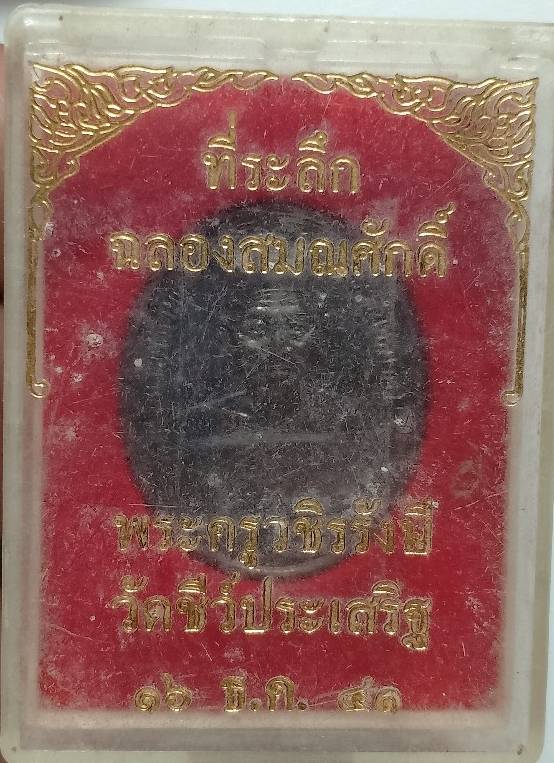 ที่ระลึก
ฉลองสมณศักดิ์
พระครูวชิรรังษี
วัดชีว์ประเสริฐ
๑๖ ธ.ค. ๔๑